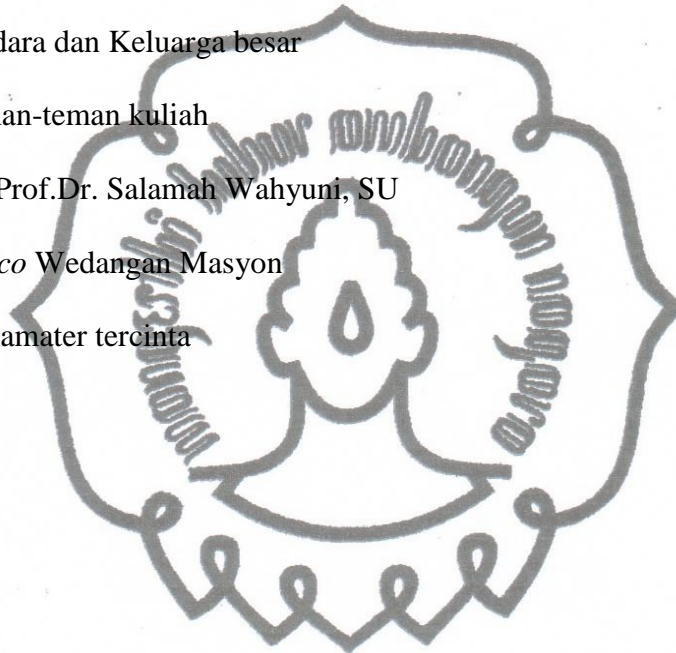 dara dan Keluarga besar
an-teman kuliah
Prof.Dr. Salamah Wahyuni, SU
co Wedangan Masyon
amater tercinta